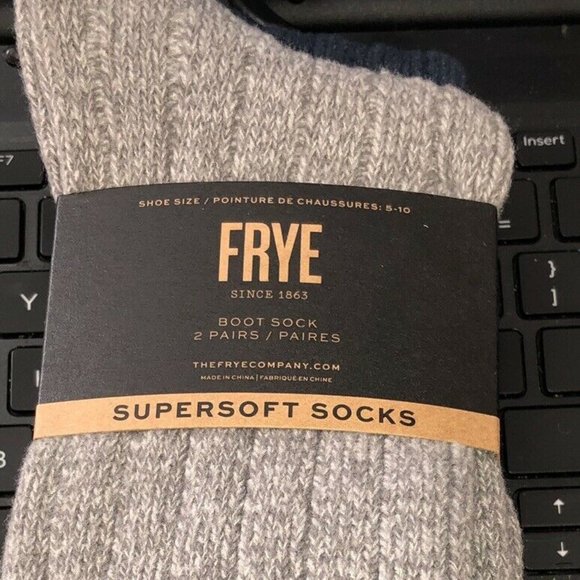 Insert
F7
SHOE SIZE / POINTURE DE CHAUSSURES: 5-10
FRYE
SINCE 1863
BOOT SOCK
2 PAIRS / PAIRES
THEFRYECOMPANY.COM
MADE IN CHINA | FABRIQUÉ EN CHINE
SUPERSOFT SOCKS
Y
}
]
B
↑
↓